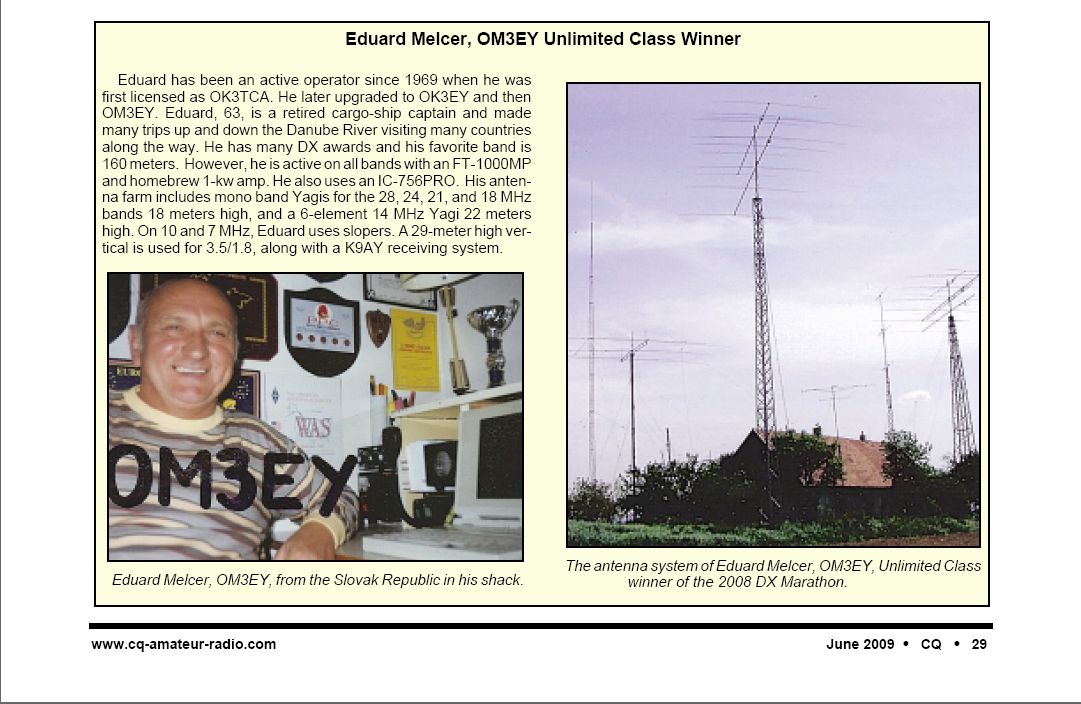 Eduard Melcer, OM3EY Unlimited Class Winner
Eduard has been an active operator since 1969 when he was
first licensed as OK3TCA. He later upgraded to OK3EY and then
OM3EY. Eduard, 63, is a retired cargo-ship captain and made
many trips up and down the Danube River visiting many countries
along the way. He has many DX awards and his favorite band is
160 meters. However, he is active on all bands with an FT-1000MP
and homebrew 1-kw amp. He also uses an IC-756PRO. His anten-
na farm includes mono band Yagis for the 28, 24, 21, and 18 MHz
bands 18 meters high, and a 6-element 14 MHz Yagi 22 meters
high. On 10 and 7 MHz, Eduard uses slopers. A 29-meter high ver-
tical is used for 3.5/1.8, along with a K9AY receiving system.
WAS
OM3EY
Eduard Melcer, OM3EY, from the Slovak Republic in his shack.
The antenna system of Eduard Melcer, OM3EY, Unlimited Class
winner of the 2008 DX Marathon.
www.cq-amateur-radio.com
June 2009 • CQ • 29